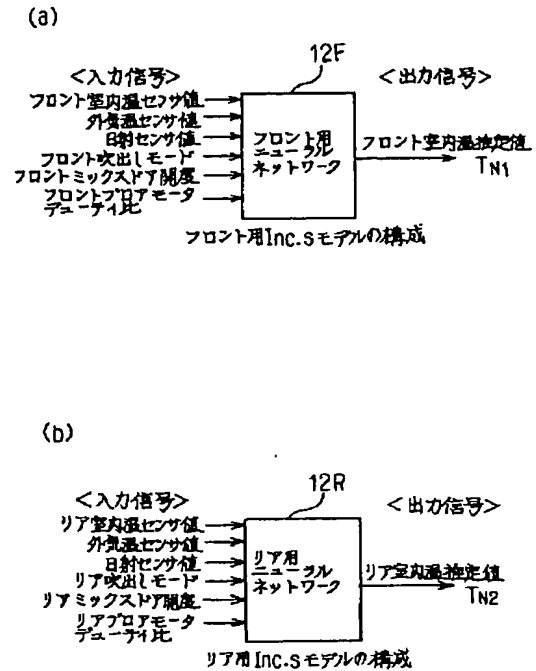 (a)
12F
<入力信号>
<出力信号>
フロント室内温センサ値
外気温センサ値
日射センサ値
フロント吹出しモード
フロントミックスドア開度
フロントブロアモータ
デューティ比
フロント用
ニューラル
ネットワーク
フロント室内温検定値
TN1
フロント用Inc.sモデルの構成
(b)
12R
<入力信号>
<出力信号>
リア室内温センサ値
外気温センサ値
日射センサ値
リア吹出しモード
リアミックスドア開度
リアブロアモータ
デューティ比
リア用
ニューラル
ネットワーク
リア室内温検定値
TN2
リア用Inc.sモデルの構成